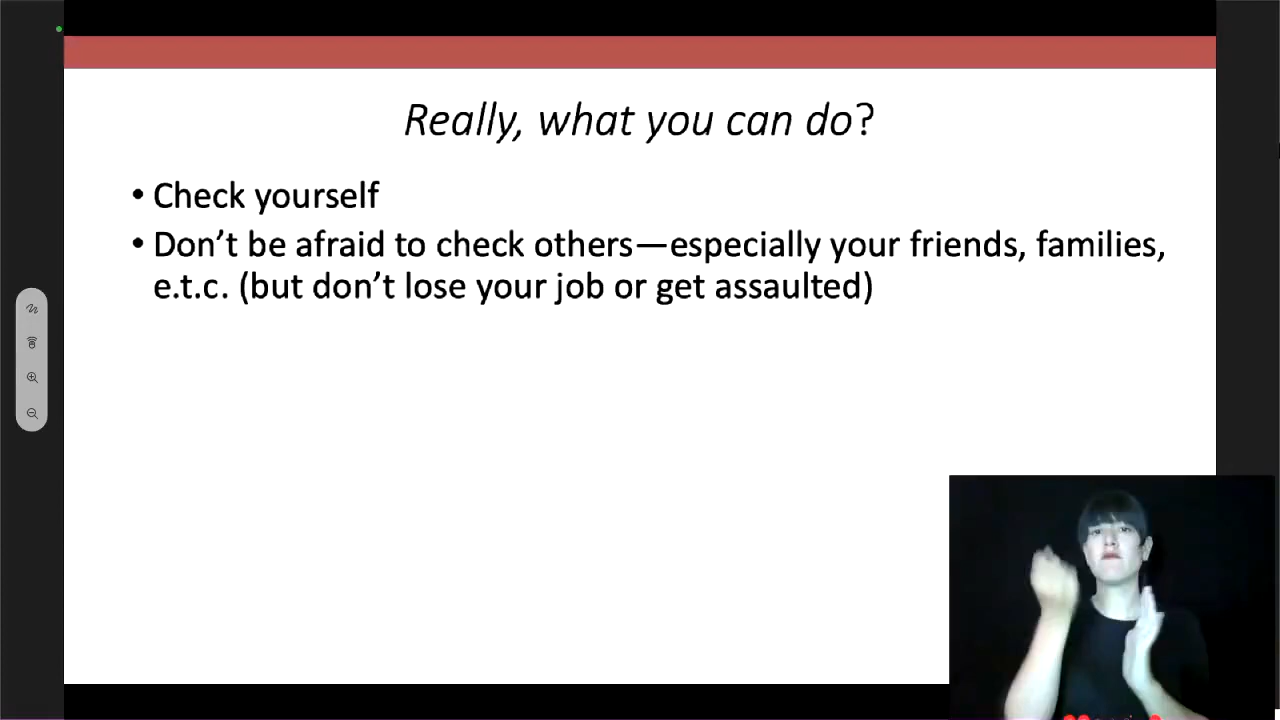 Really, what you can do?
• Check yourself
• Don’t be afraid to check others—especially your friends, families,
e.t.c. (but don’t lose your job or get assaulted)